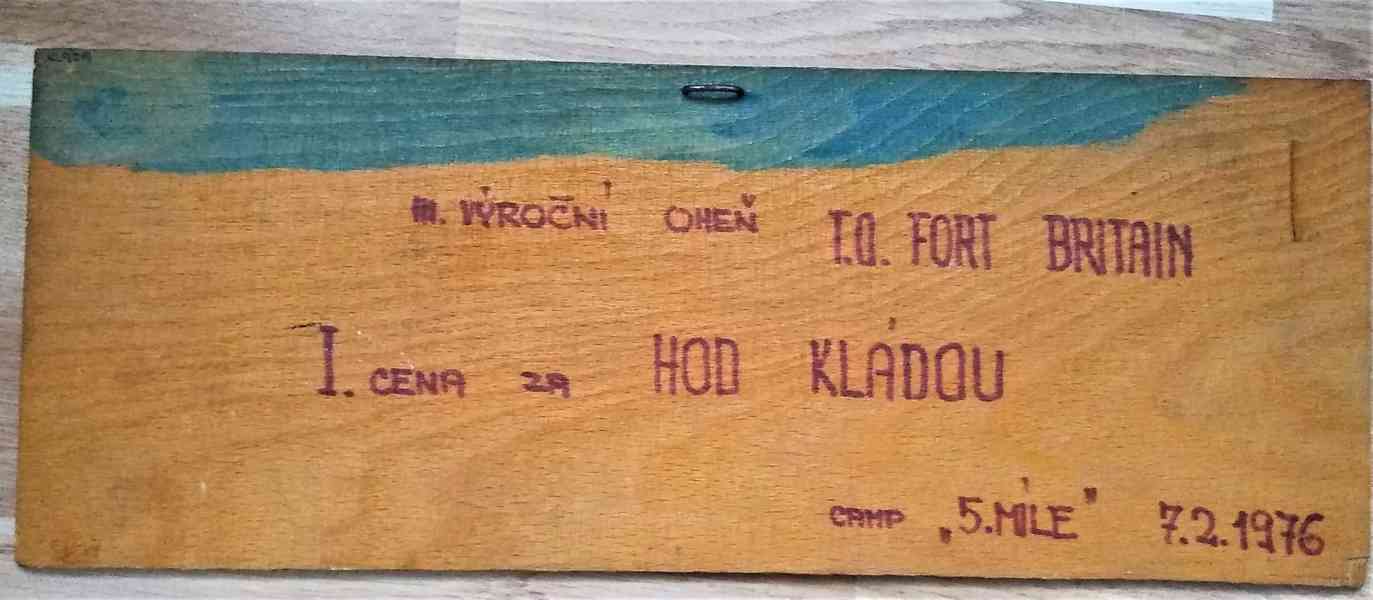 III. VÝROČNÍ OHEŇ T.O. FORT BRITAIN
I. CENA ZA HOD KLÁDOU
CAMP „5.MÍLE" 7.2.1976